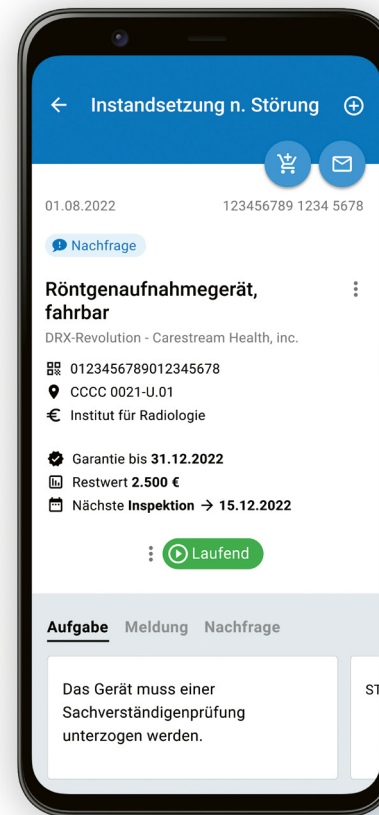 Instandsetzung n. Störung
01.08.2022 123456789 1234 5678
Nachfrage
Röntgenaufnahmegerät,
fahrbar
DRX-Revolution - Carestream Health, inc.
0123456789012345678
CCCC 0021-U.01
€ Institut für Radiologie
Garantie bis 31.12.2022
Restwert 2.500 €
Nächste Inspektion → 15.12.2022
Laufend
Aufgabe Meldung Nachfrage
Das Gerät muss einer
Sachverständigenprüfung
unterzogen werden.